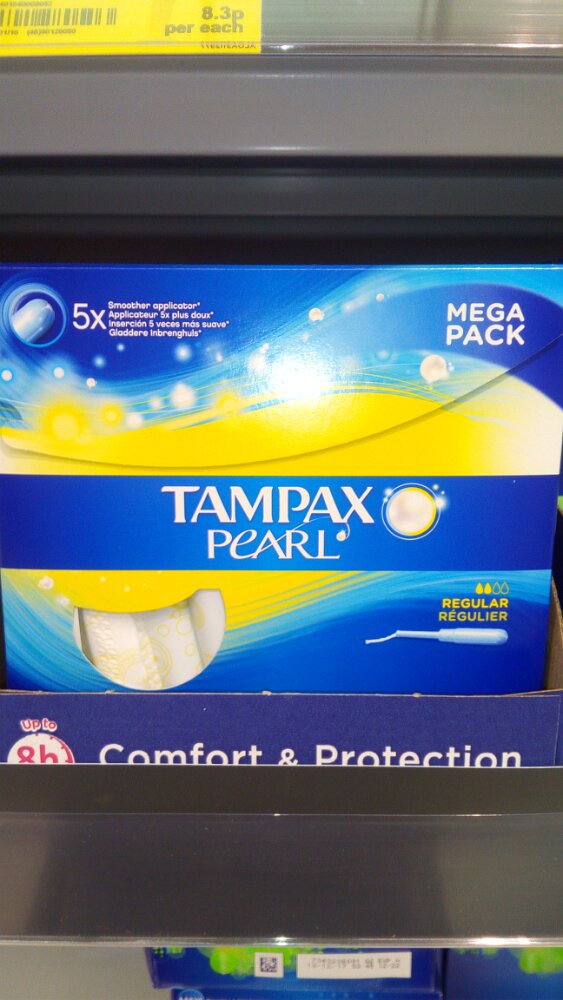 8.3p
per each
5x
Smoother applicator*
Applicateur 5x plus doux*
Inserción 5 veces más suave*
Gladdere inbrenghuls*
MEGA
PACK
TAMPAX
PEARL
REGULAR
RÉGULIER
Up to
8h
Comfort & Protection